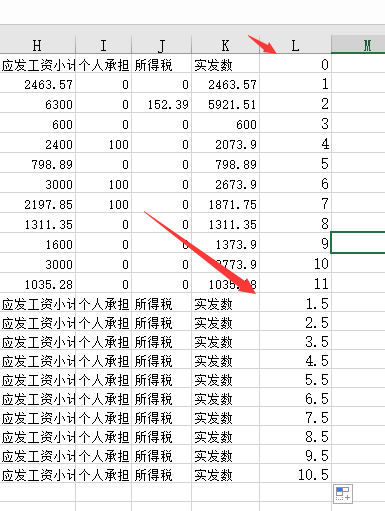 H I J K L M
应发工资小计 个人承担 所得税 实发数 0
2463.57 0 0 2463.57 1
6300 0 152.39 5921.51 2
600 0 0 600 3
2400 100 0 2073.9 4
798.89 0 0 798.89 5
3000 100 0 2673.9 6
2197.85 100 0 1871.75 7
1311.35 0 0 1311.35 8
1600 0 1373.9 9
3000 0 0 2773.9 10
1035.28 0 0 11
应发工资小计 个人承担 所得税 实发数 1.5
应发工资小计 个人承担 所得税 实发数 2.5
应发工资小计 个人承担 所得税 实发数 3.5
应发工资小计 个人承担 所得税 实发数 4.5
应发工资小计 个人承担 所得税 实发数 5.5
应发工资小计 个人承担 所得税 实发数 6.5
应发工资小计 个人承担 所得税 实发数 7.5
应发工资小计 个人承担 所得税 实发数 8.5
应发工资小计 个人承担 所得税 实发数 9.5
应发工资小计 个人承担 所得税 实发数 10.5